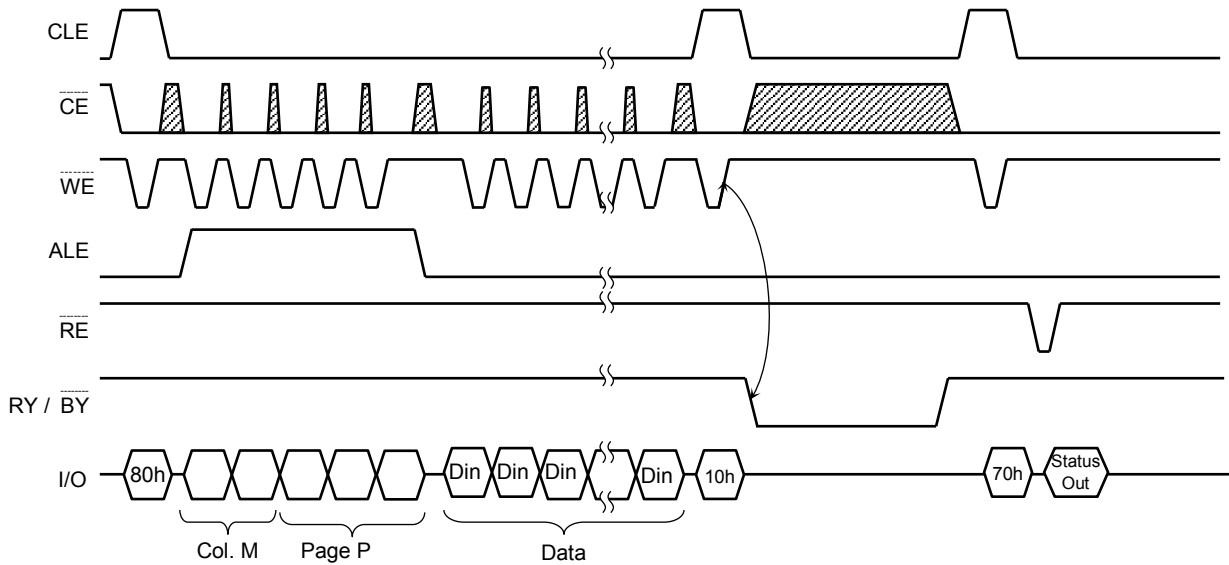 CLE
CE
WE
ALE
RE
RY / BY
I/O
80h Din Din Din Din 10h 70h Status Out
Col. M Page P Data